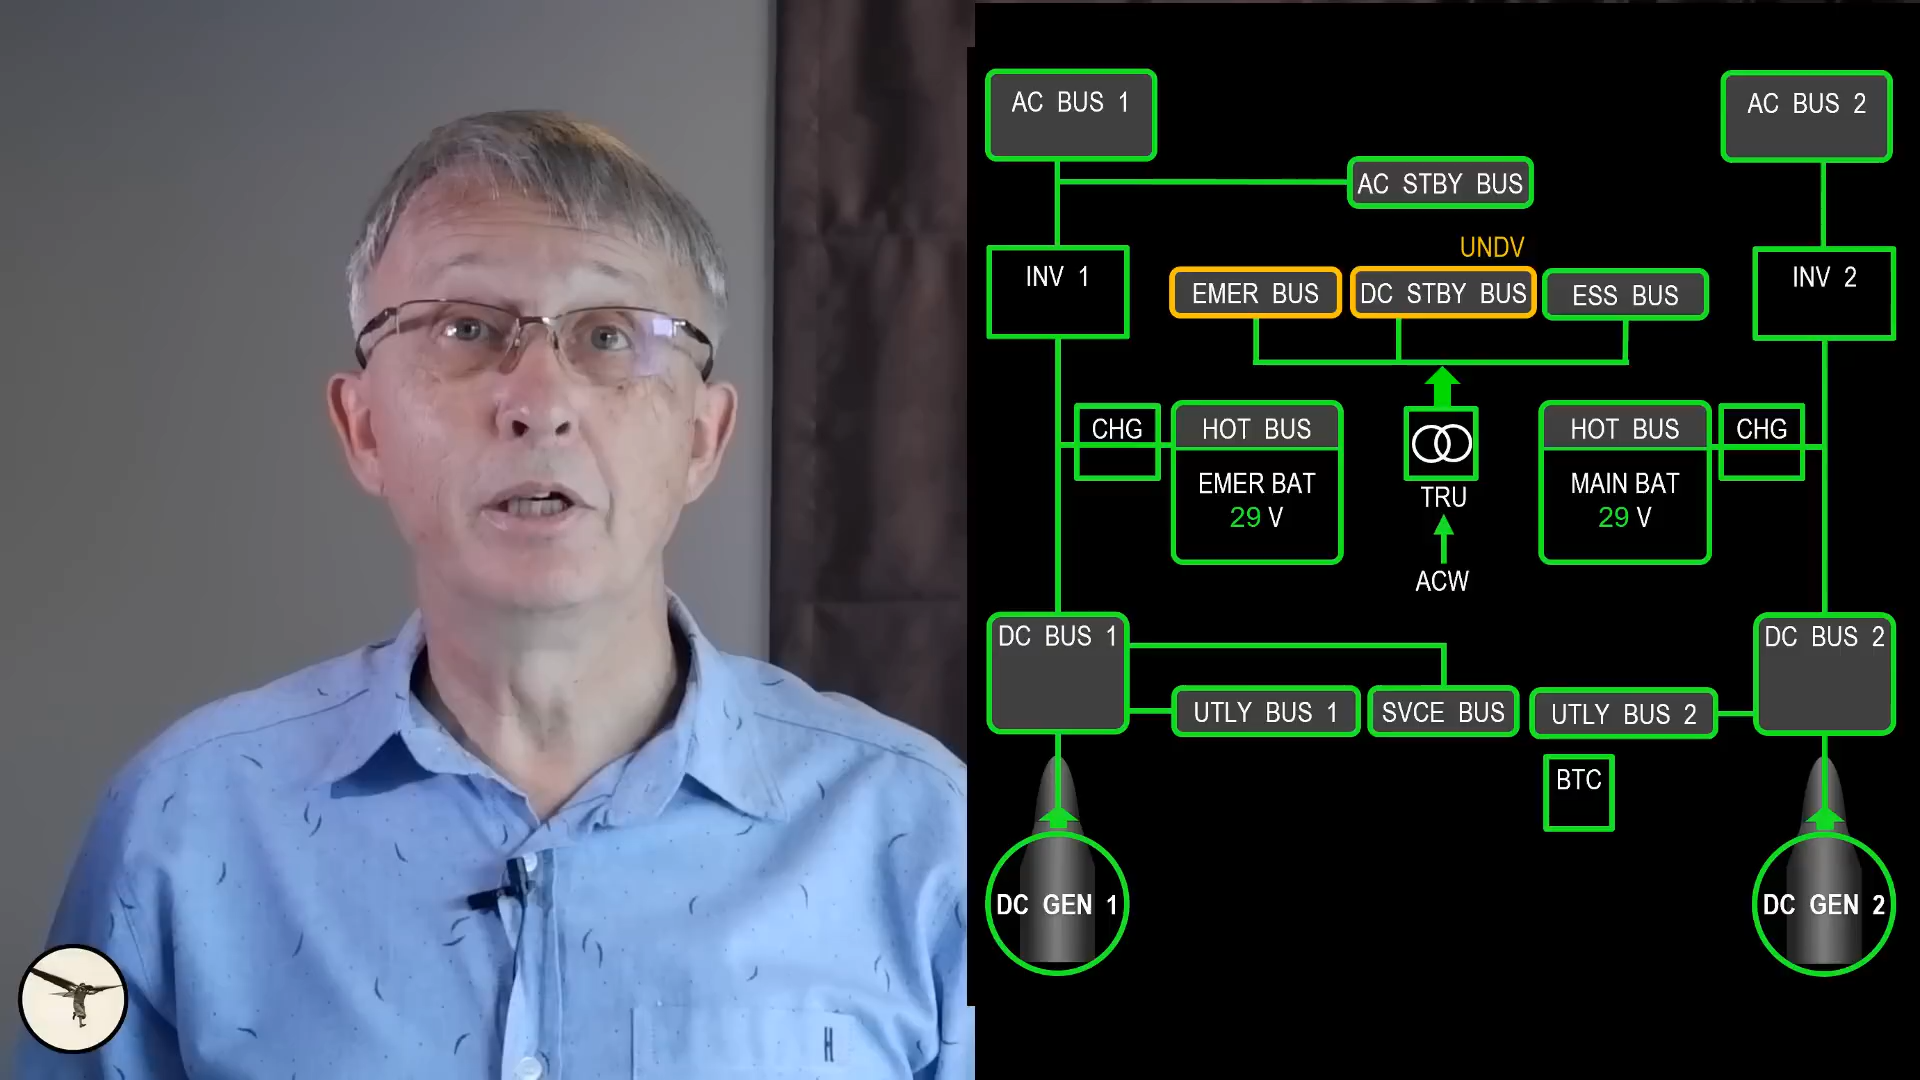 AC BUS 1
AC BUS 2
AC STBY BUS
UNDV
INV 1
EMER BUS
DC STBY BUS
ESS BUS
INV 2
CHG
HOT BUS
HOT BUS
CHG
EMER BAT
29 V
TRU
MAIN BAT
29 V
ACW
DC BUS 1
DC BUS 2
UTLY BUS 1
SVCE BUS
UTLY BUS 2
BTC
DC GEN 1
DC GEN 2
H